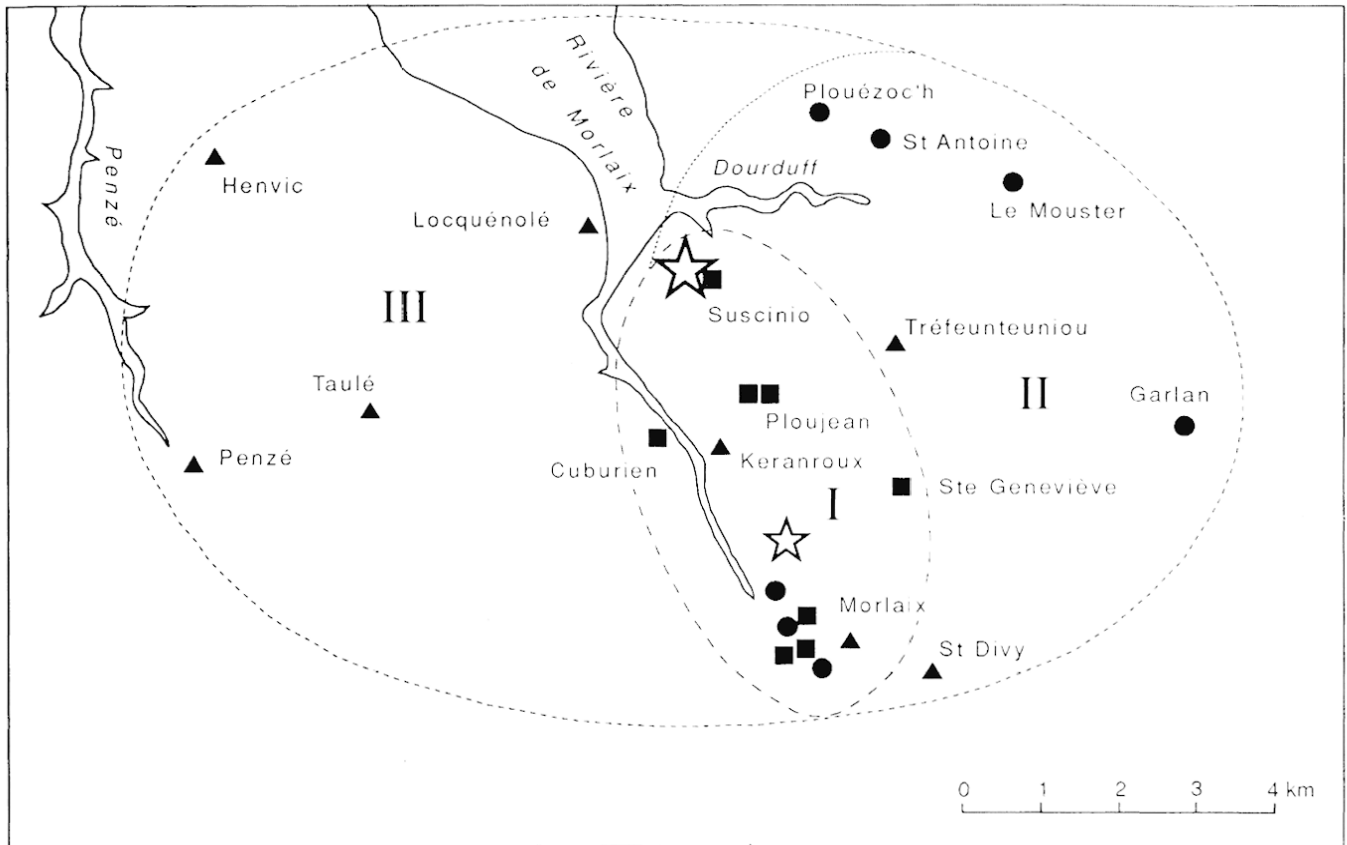 Rivière
de Morlaix
Penzé
Plouézoc'h
St Antoine
Dourduff
Henvic
Le Mouster
Locquénolé
III
Suscinio
Tréfeunteuniou
Taulé
II
Garlan
Ploujean
Penzé
Cuburien
Keranroux
I
Ste Geneviève
Morlaix
St Divy
0 1 2 3 4 km